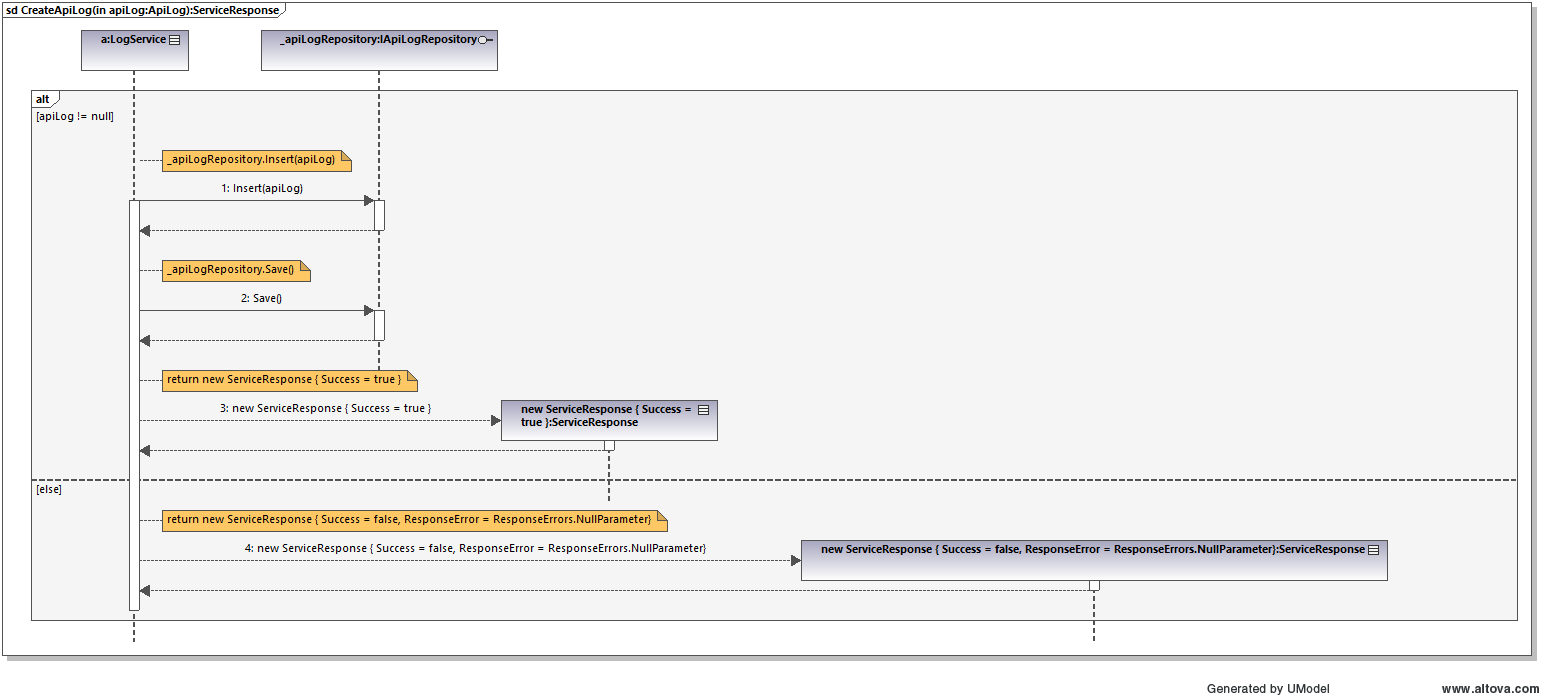 sd CreateApiLog(in apiLog:ApiLog):ServiceResponse
a:LogService
_apiLogRepository:IApiLogRepository
alt
[apiLog != null]
_apiLogRepository.Insert(apiLog)
1: Insert(apiLog)
_apiLogRepository.Save()
2: Save()
return new ServiceResponse { Success = true }
3: new ServiceResponse { Success = true }
new ServiceResponse { Success =
true }:ServiceResponse
[else]
return new ServiceResponse { Success = false, ResponseError = ResponseErrors.NullParameter}
4: new ServiceResponse { Success = false, ResponseError = ResponseErrors.NullParameter}
new ServiceResponse { Success = false, ResponseError = ResponseErrors.NullParameter}:ServiceResponse
Generated by UModel
www.altova.com